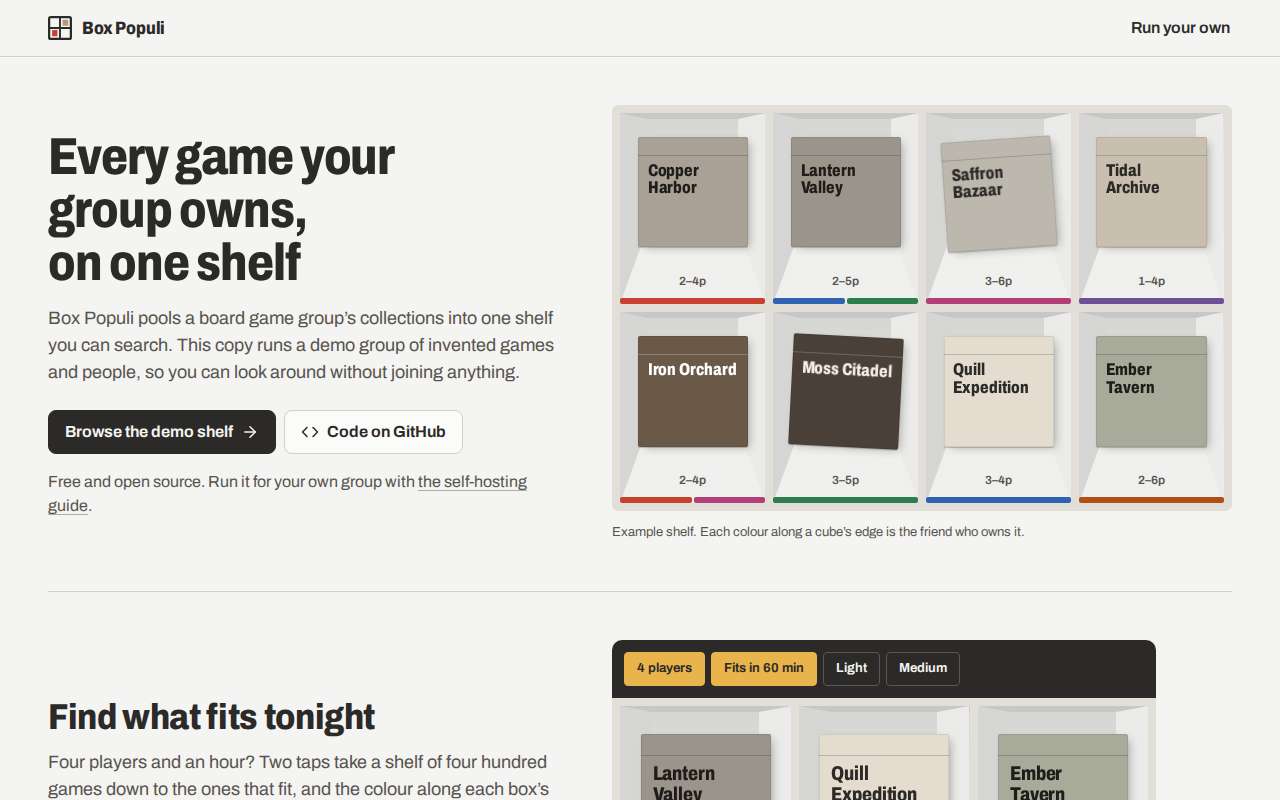 Box Populi
Run your own
Every game your
group owns,
on one shelf
Box Populi pools a board game group's collections into one shelf
you can search. This copy runs a demo group of invented games
and people, so you can look around without joining anything.
Browse the demo shelf
Code on GitHub
Free and open source. Run it for your own group with the self-hosting
guide.
Copper
Harbor
2–4p
Lantern
Valley
2–5p
Saffron
Bazaar
3–6p
Tidal
Archive
1–4p
Iron Orchard
2–4p
Moss Citadel
3–5p
Quill
Expedition
3–4p
Ember
Tavern
2–6p
Example shelf. Each colour along a cube's edge is the friend who owns it.
Find what fits tonight
Four players and an hour? Two taps take a shelf of four hundred
games down to the ones that fit, and the colour along each box's
4 players
Fits in 60 min
Light
Medium
Lantern
Valley
Quill
Expedition
Ember
Tavern